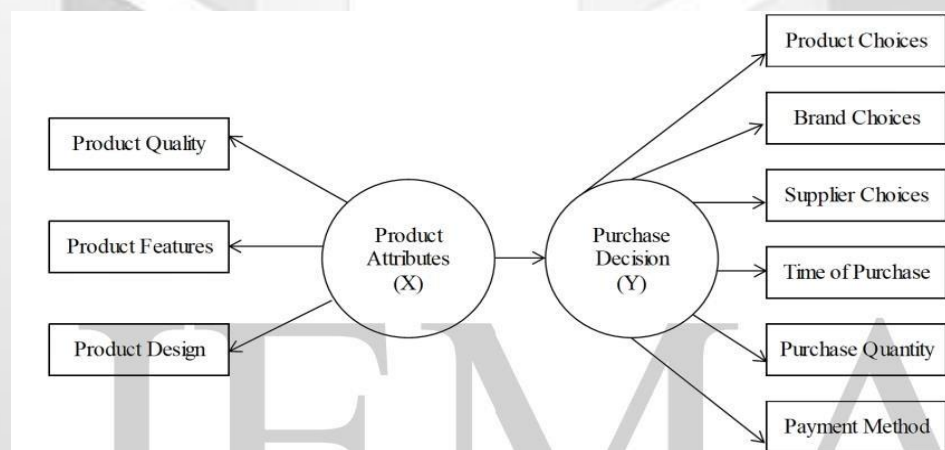 Product Choices
Brand Choices
Product Quality
Supplier Choices
Product Features
Product
Attributes
(X)
Purchase
Decision
(Y)
Time of Purchase
Product Design
Purchase Quantity
Payment Method